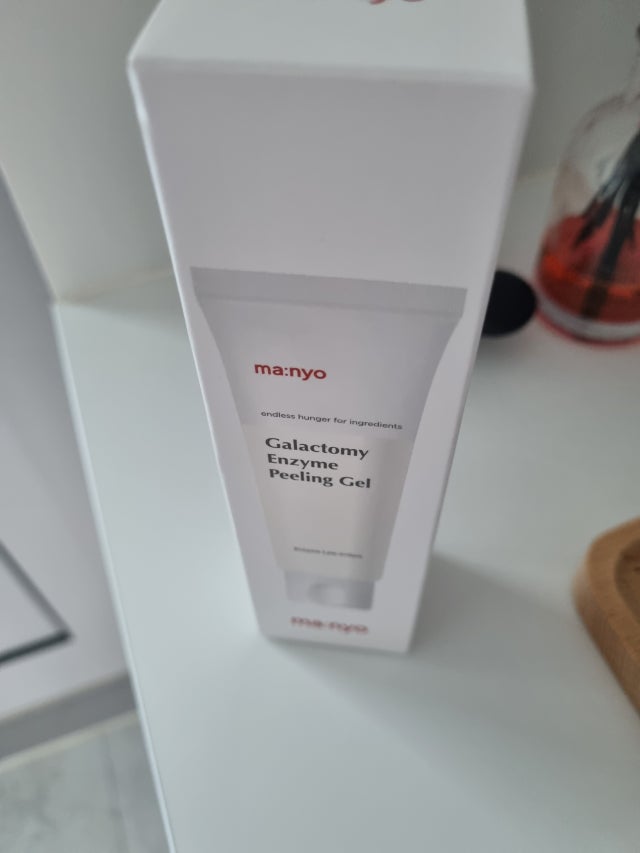 ma:nyo
endless hunger for ingredients
Galactomy
Enzyme
Peeling Gel
ma:nyo